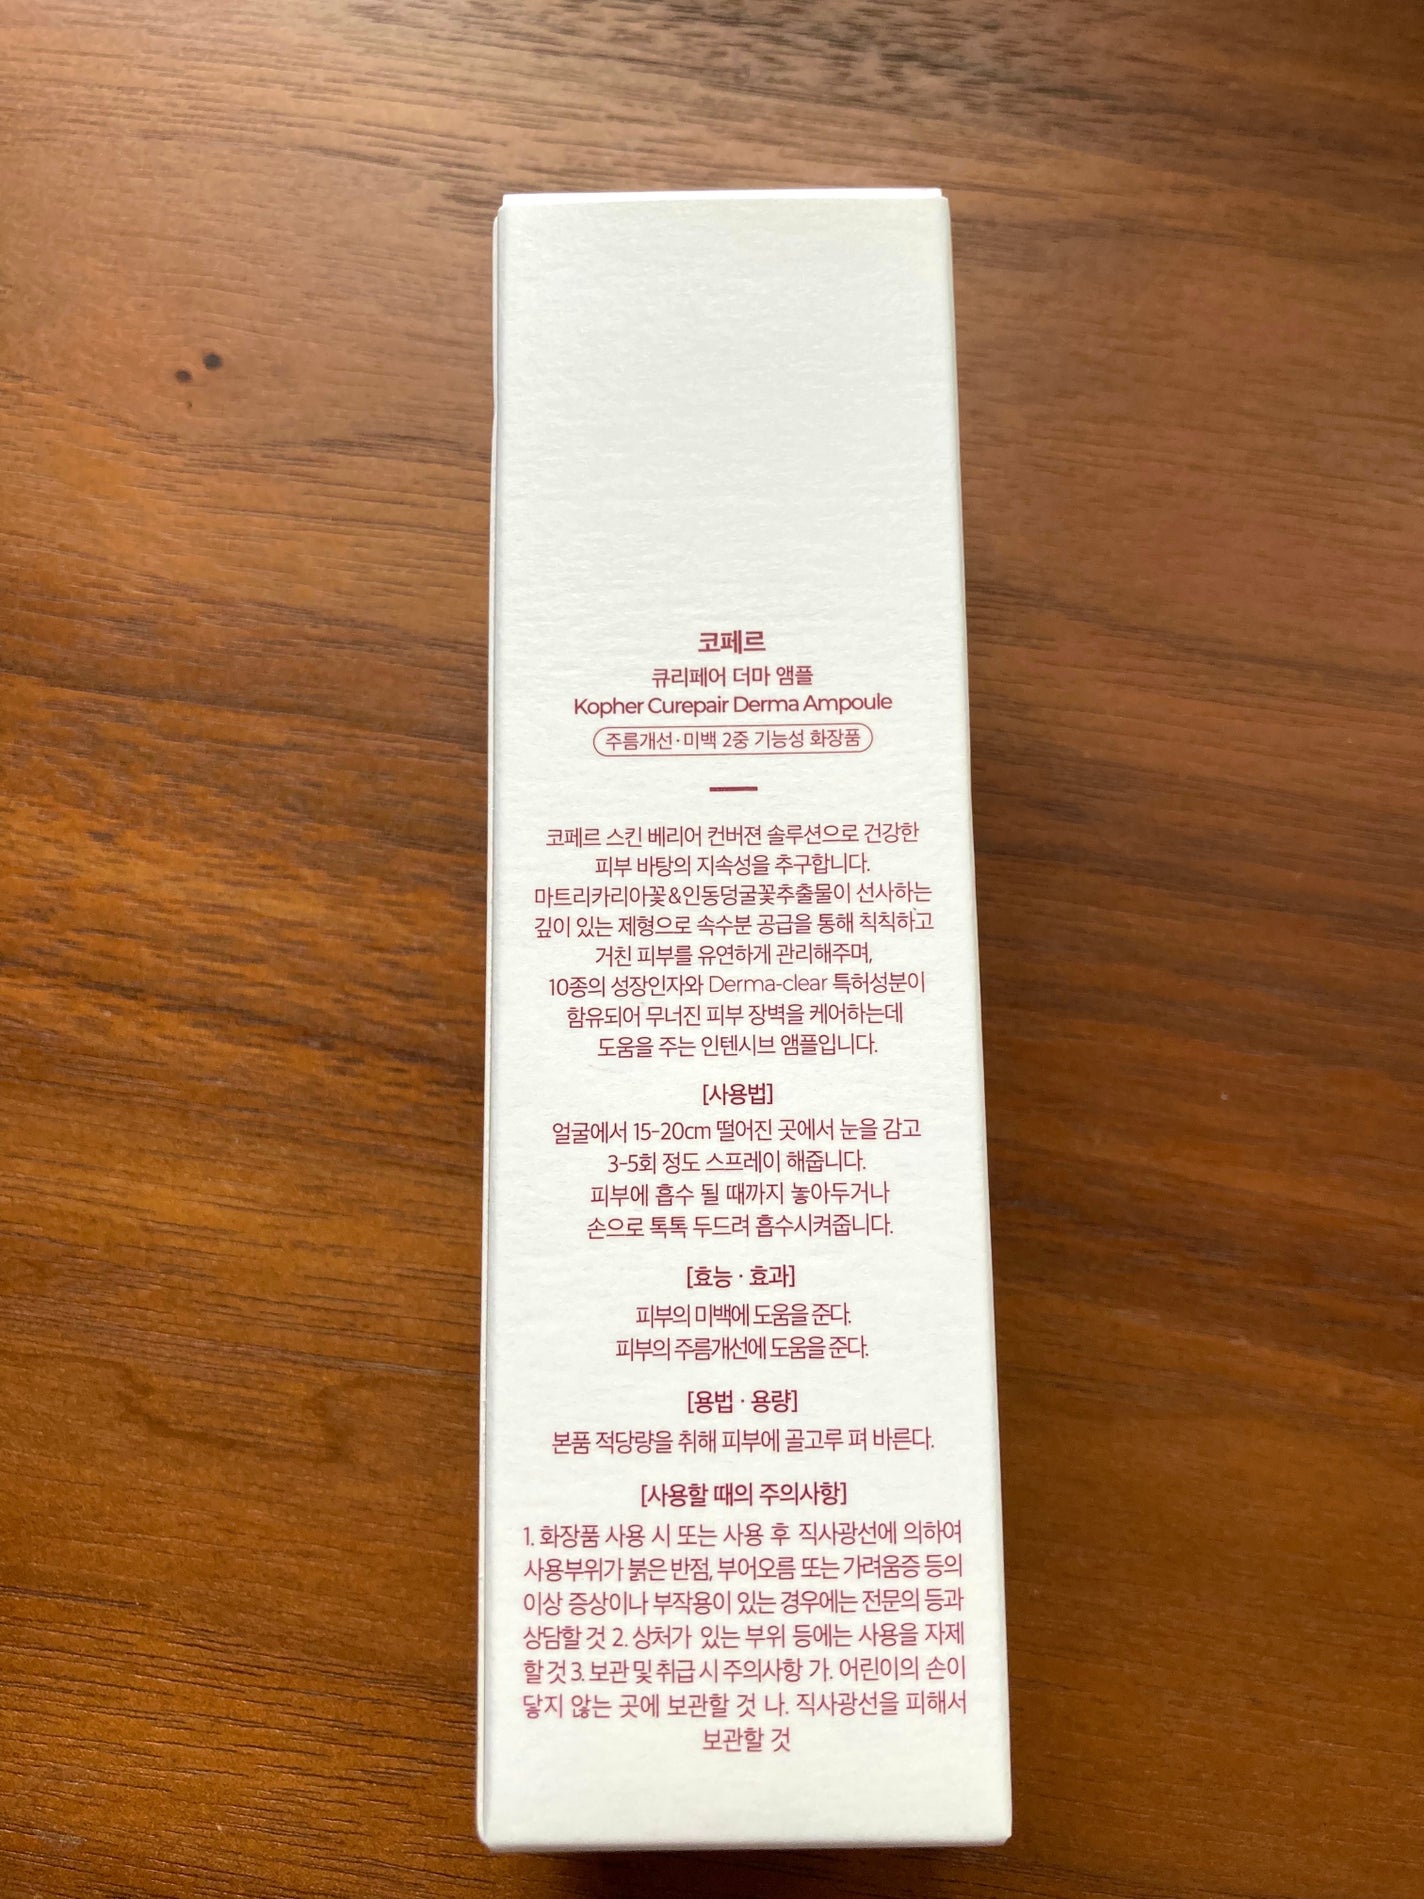 코페르
큐리페어 더마 앰플
Kopher Curepair Derma Ampoule
주름개선·미백 2중 기능성 화장품
코페르 스킨 베리어 컨버젼 솔루션으로 건강한
피부 바탕의 지속성을 추구합니다.
마트리카리아꽃&인동덩굴꽃추출물이 선사하는
깊이 있는 제형으로 속수분 공급을 통해 칙칙하고
거친 피부를 유연하게 관리해주며,
10종의 성장인자와 Derma-clear 특허성분이
함유되어 무너진 피부 장벽을 케어하는데
도움을 주는 인텐시브 앰플입니다.
[사용법]
얼굴에서 15-20cm 떨어진 곳에서 눈을 감고
3-5회 정도 스프레이 해줍니다.
피부에 흡수 될 때까지 놓아두거나
손으로 톡톡 두드려 흡수시켜줍니다.
[효능 · 효과]
피부의 미백에 도움을 준다.
피부의 주름개선에 도움을 준다.
[용법 · 용량]
본품 적당량을 취해 피부에 골고루 펴 바른다.
[사용할 때의 주의사항]
1. 화장품 사용 시 또는 사용 후 직사광선에 의하여
사용부위가 붉은 반점, 부어오름 또는 가려움증 등의
이상 증상이나 부작용이 있는 경우에는 전문의 등과
상담할 것 2. 상처가 있는 부위 등에는 사용을 자제
할 것 3. 보관 및 취급 시 주의사항 가. 어린이의 손이
닿지 않는 곳에 보관할 것 나. 직사광선을 피해서
보관할 것